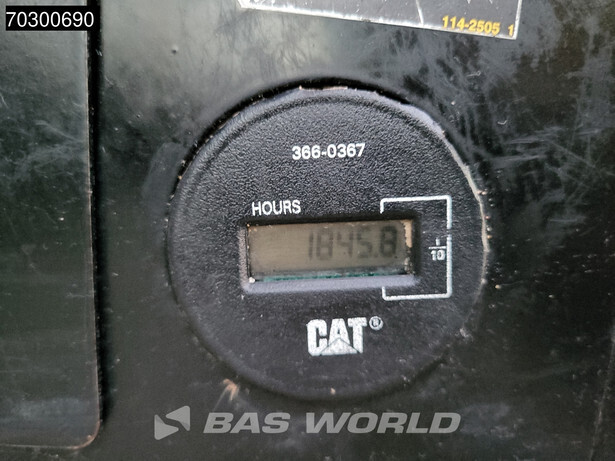 70300690
114-2505 1
366-0367
HOURS
1845.8
1/10
CAT®
BAS WORLD